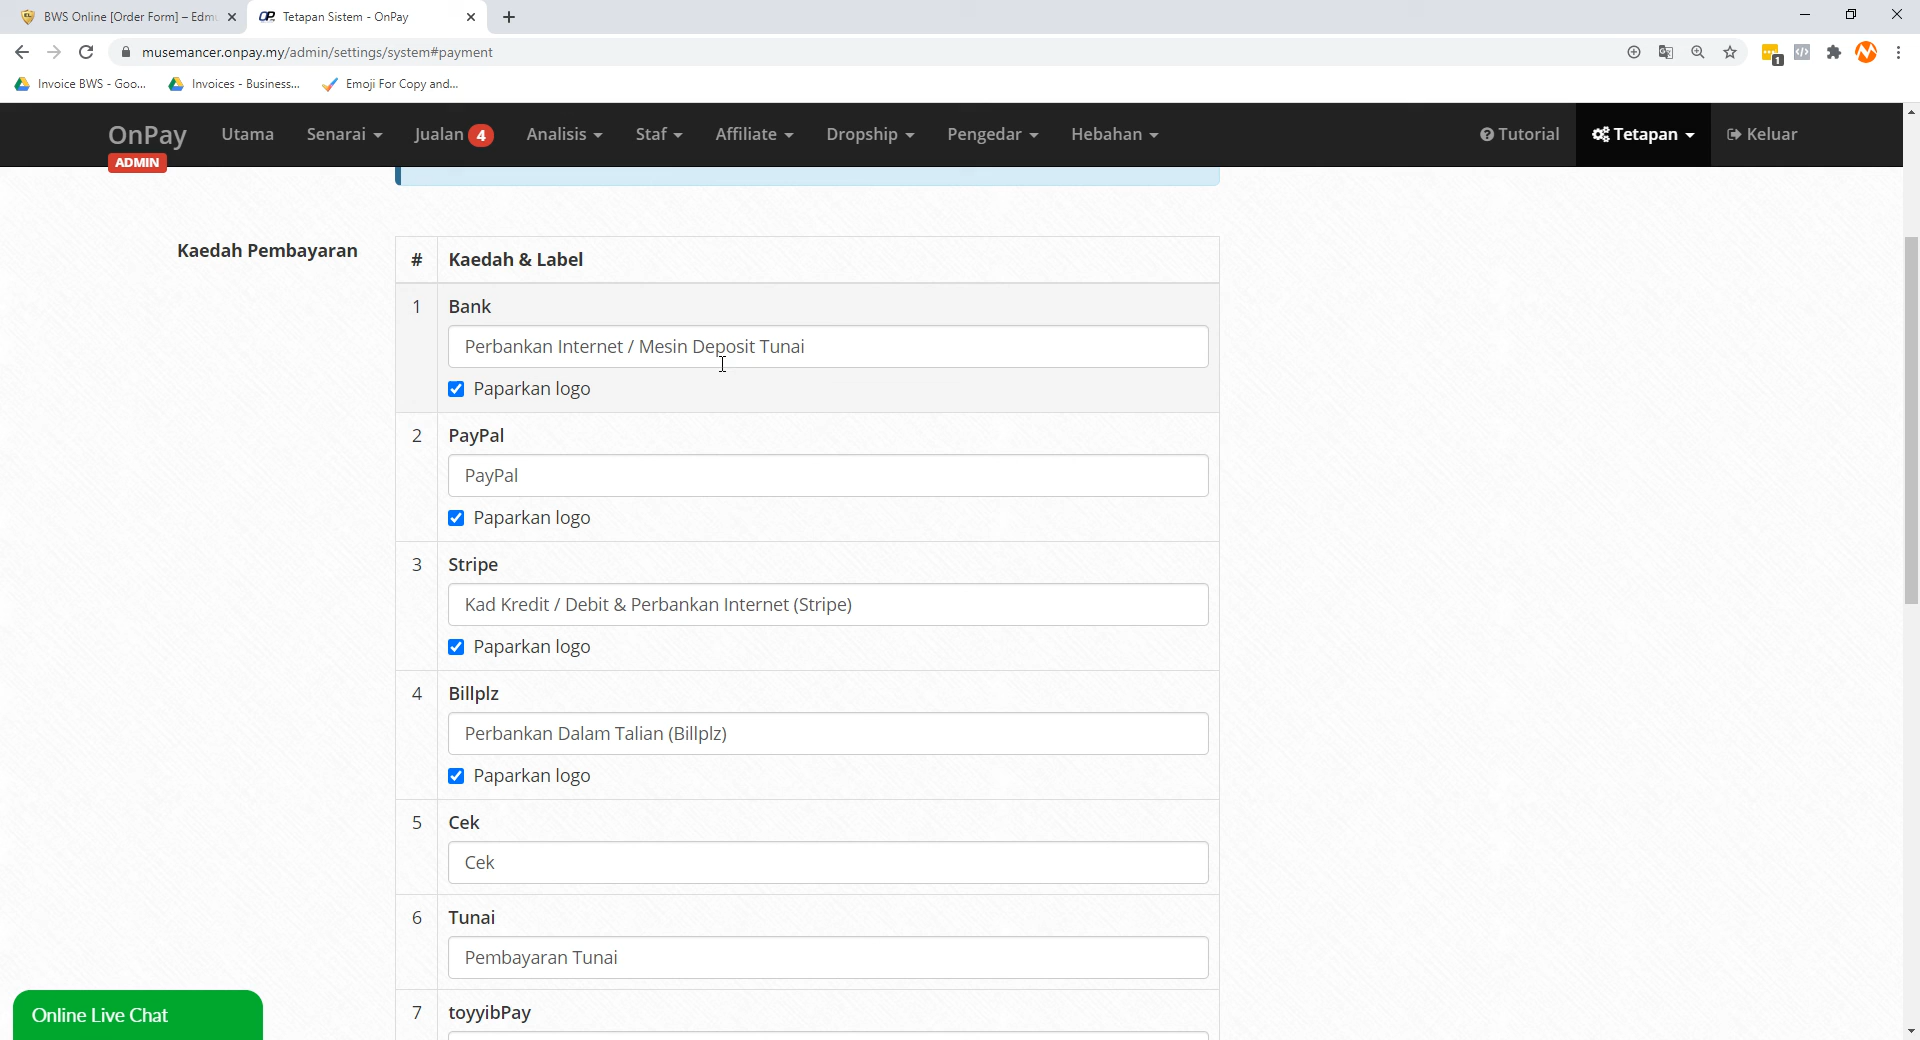 BWS Online [Order Form] – Edmu
Tetapan Sistem - OnPay
musemancer.onpay.my/admin/settings/system#payment
1
Invoice BWS - Goo...
Invoices - Business...
Emoji For Copy and...
OnPay
ADMIN
Utama
Senarai
Jualan 4
Analisis
Staf
Affiliate
Dropship
Pengedar
Hebahan
Tutorial
Tetapan
Keluar
Kaedah Pembayaran
# Kaedah & Label
1 Bank
Perbankan Internet / Mesin Deposit Tunai
Paparkan logo
2 PayPal
PayPal
Paparkan logo
3 Stripe
Kad Kredit / Debit & Perbankan Internet (Stripe)
Paparkan logo
4 Billplz
Perbankan Dalam Talian (Billplz)
Paparkan logo
5 Cek
Cek
6 Tunai
Pembayaran Tunai
7 toyyibPay
Online Live Chat